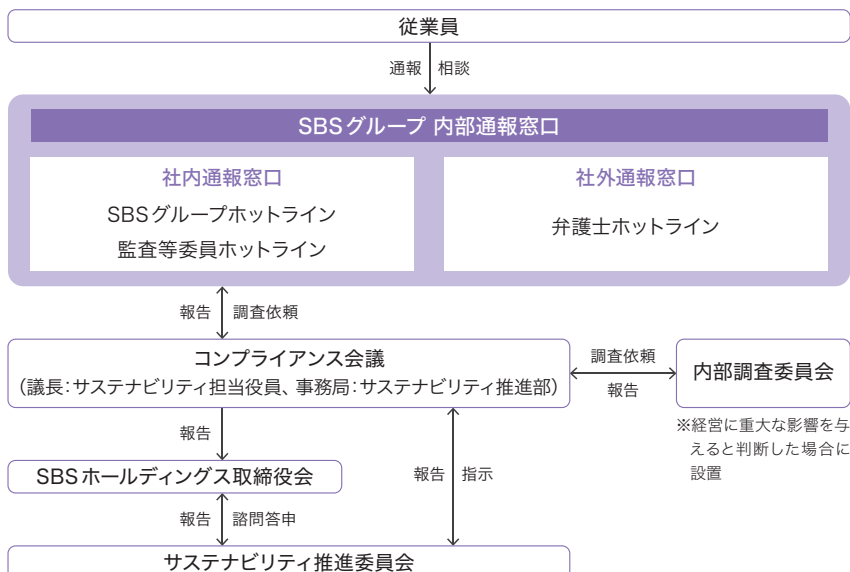 従業員
通報 相談
SBSグループ 内部通報窓口
社内通報窓口
SBSグループホットライン
監査等委員ホットライン
社外通報窓口
弁護士ホットライン
報告 調査依頼
コンプライアンス会議
（議長：サステナビリティ担当役員、事務局：サステナビリティ推進部）
調査依頼
報告
内部調査委員会
※経営に重大な影響を与
えると判断した場合に
設置
報告
SBSホールディングス取締役会
報告 指示
報告 諮問答申
サステナビリティ推進委員会